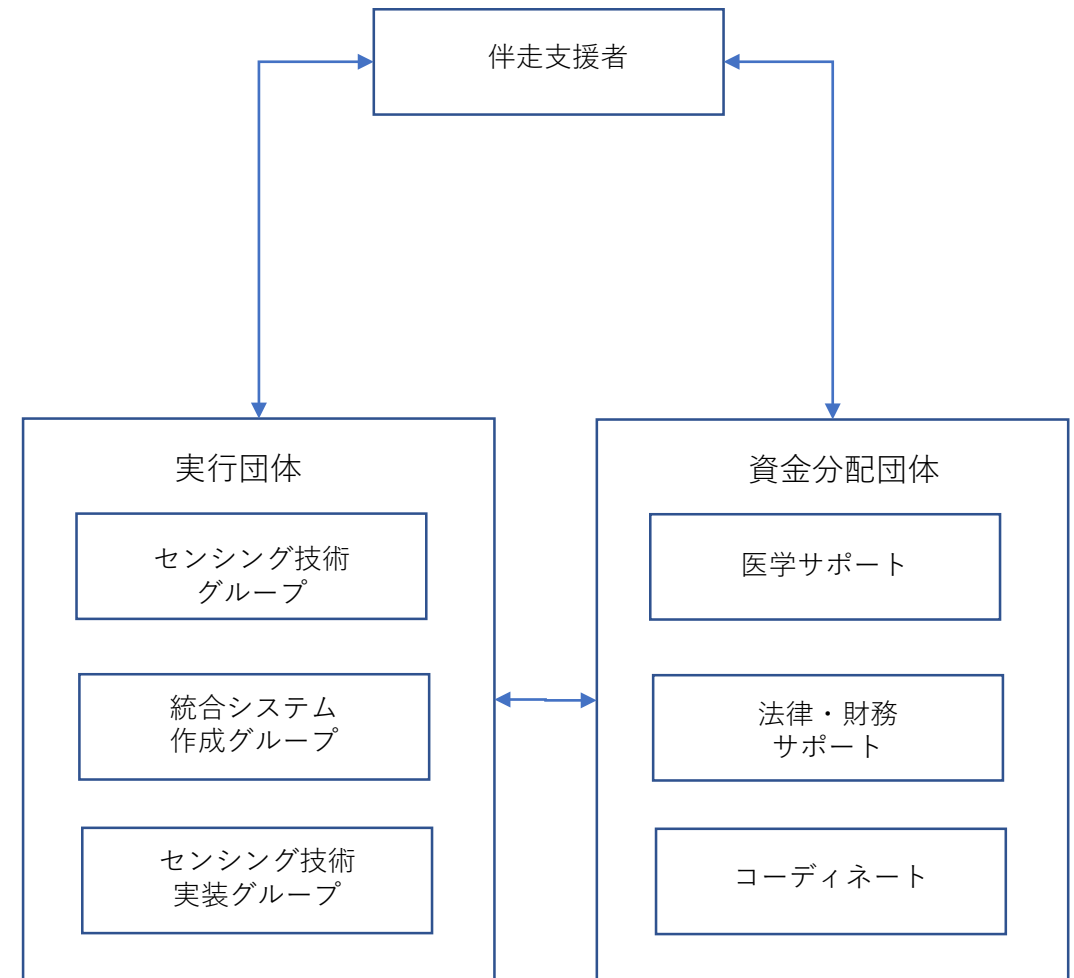 伴走支援者
実行団体
センシング技術
グループ
統合システム
作成グループ
センシング技術
実装グループ
資金分配団体
医学サポート
法律・財務
サポート
コーディネート